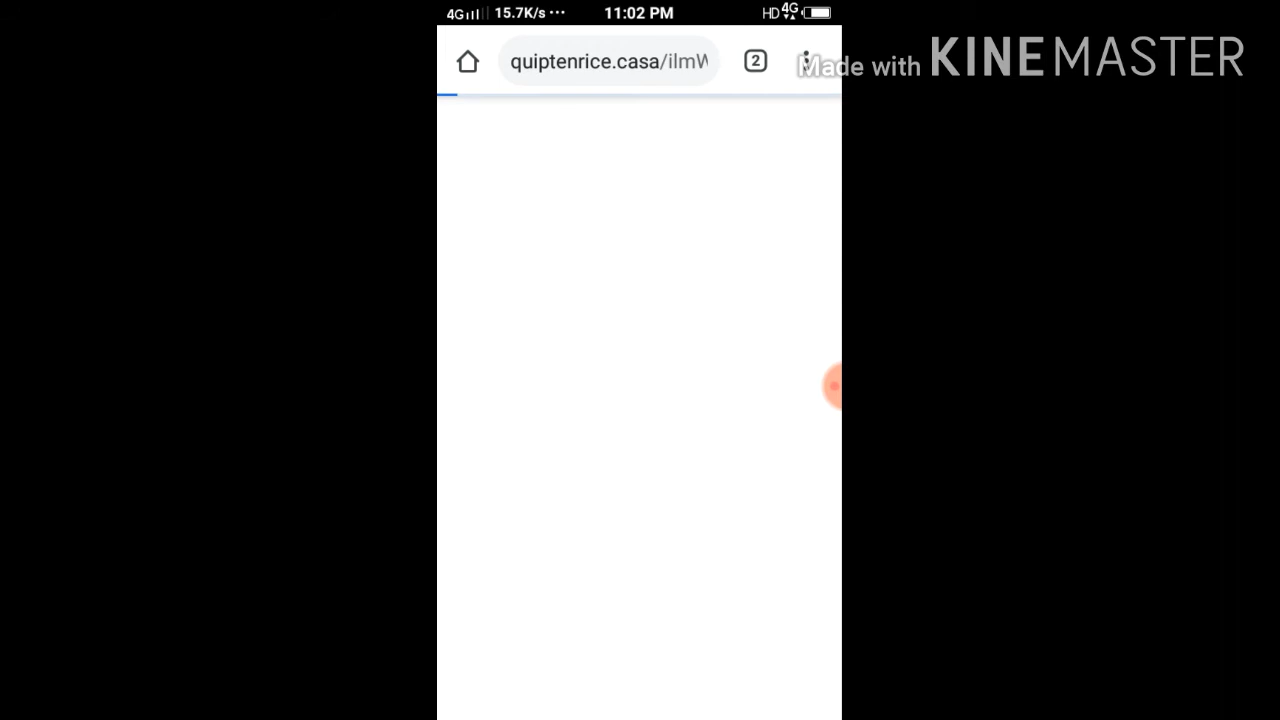 4G 15.7K/s ... 11:02 PM HD 4G
quiptenrice.casa/ilmW 2
Made with KINEMASTER